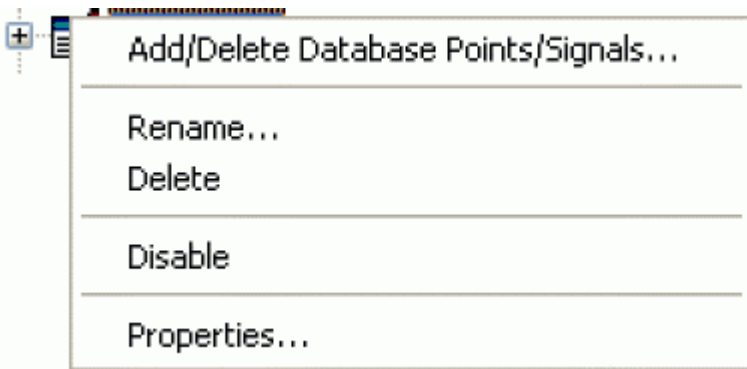 Add/Delete Database Points/Signals...
Rename...
Delete
Disable
Properties...